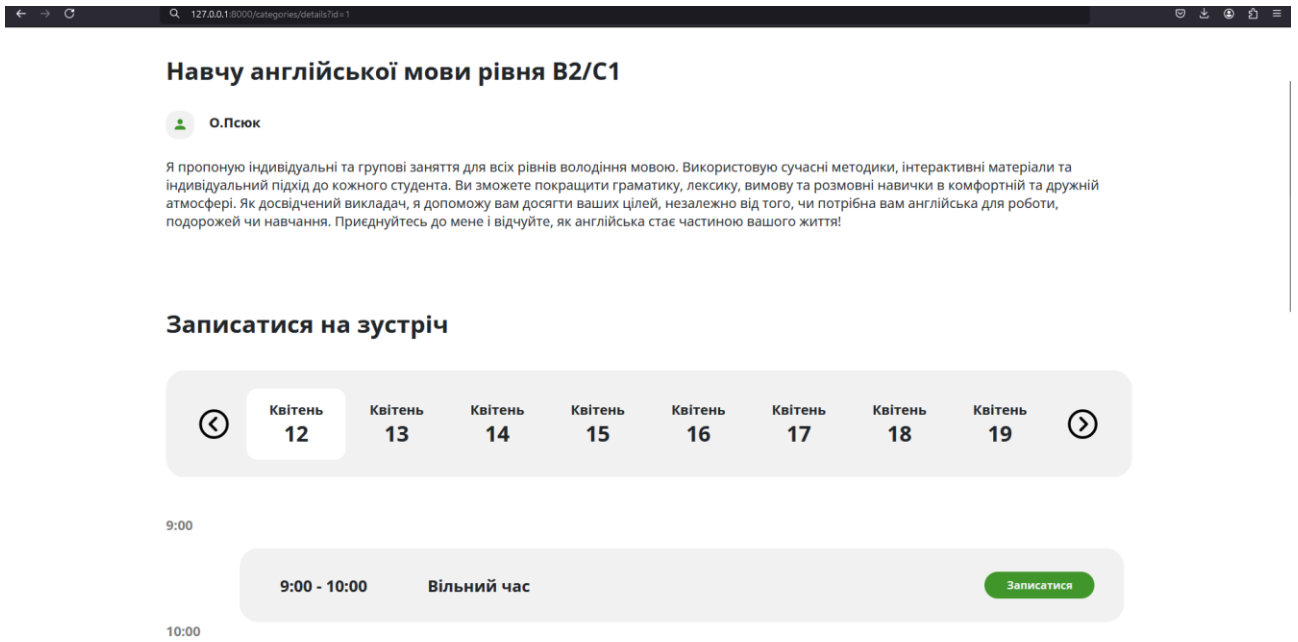 127.0.0.1:8000/categories/details?id=1
Навчу англійської мови рівня B2/C1
О.Псюк
Я пропоную індивідуальні та групові заняття для всіх рівнів володіння мовою. Використовую сучасні методики, інтерактивні матеріали та
індивідуальний підхід до кожного студента. Ви зможете покращити граматику, лексику, вимову та розмовні навички в комфортній та дружній
атмосфері. Як досвідчений викладач, я допоможу вам досягти ваших цілей, незалежно від того, чи потрібна вам англійська для роботи,
подорожей чи навчання. Приєднуйтесь до мене і відчуйте, як англійська стає частиною вашого життя!
Записатися на зустріч
Квітень Квітень Квітень Квітень Квітень Квітень Квітень Квітень
12 13 14 15 16 17 18 19
9:00
9:00 - 10:00 Вільний час Записатися
10:00